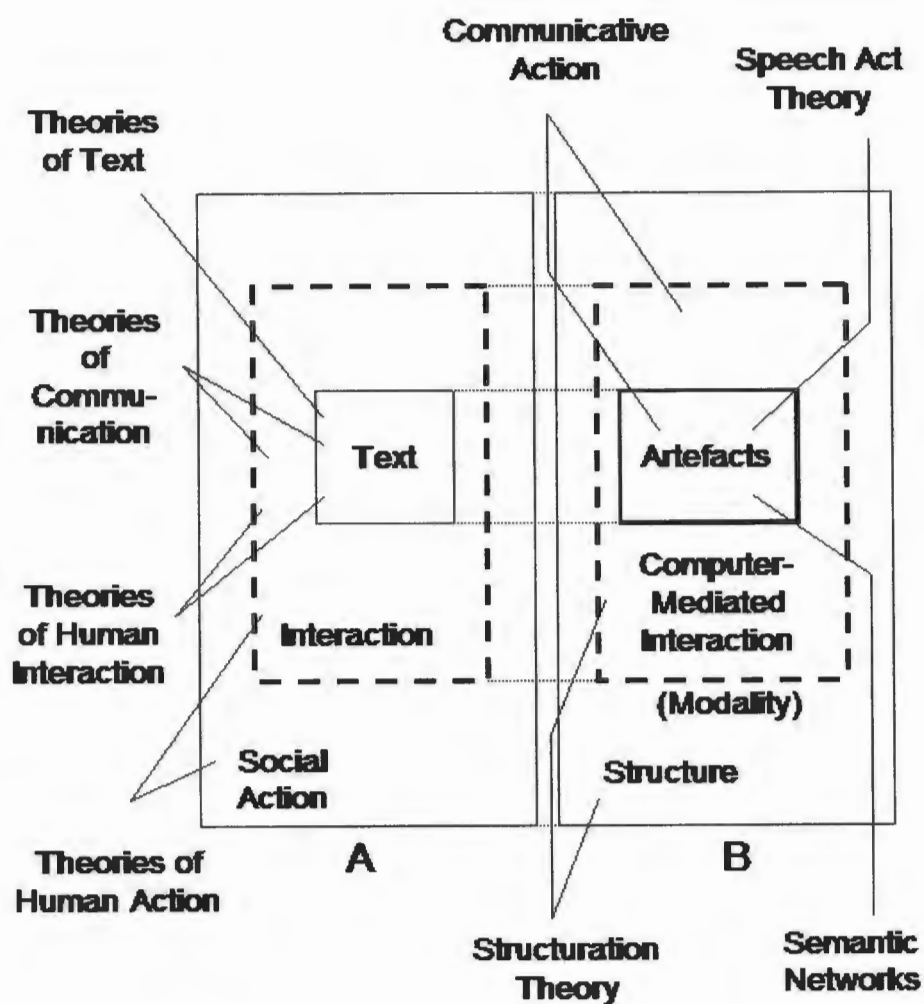 Communicative
Action
Speech Act
Theory
Theories
of Text
Theories
of
Commu-
nication
Text
Artefacts
Theories
of Human
Interaction
Interaction
Computer-
Mediated
Interaction
(Modality)
Social
Action
Structure
A
B
Theories of
Human Action
Structuration
Theory
Semantic
Networks